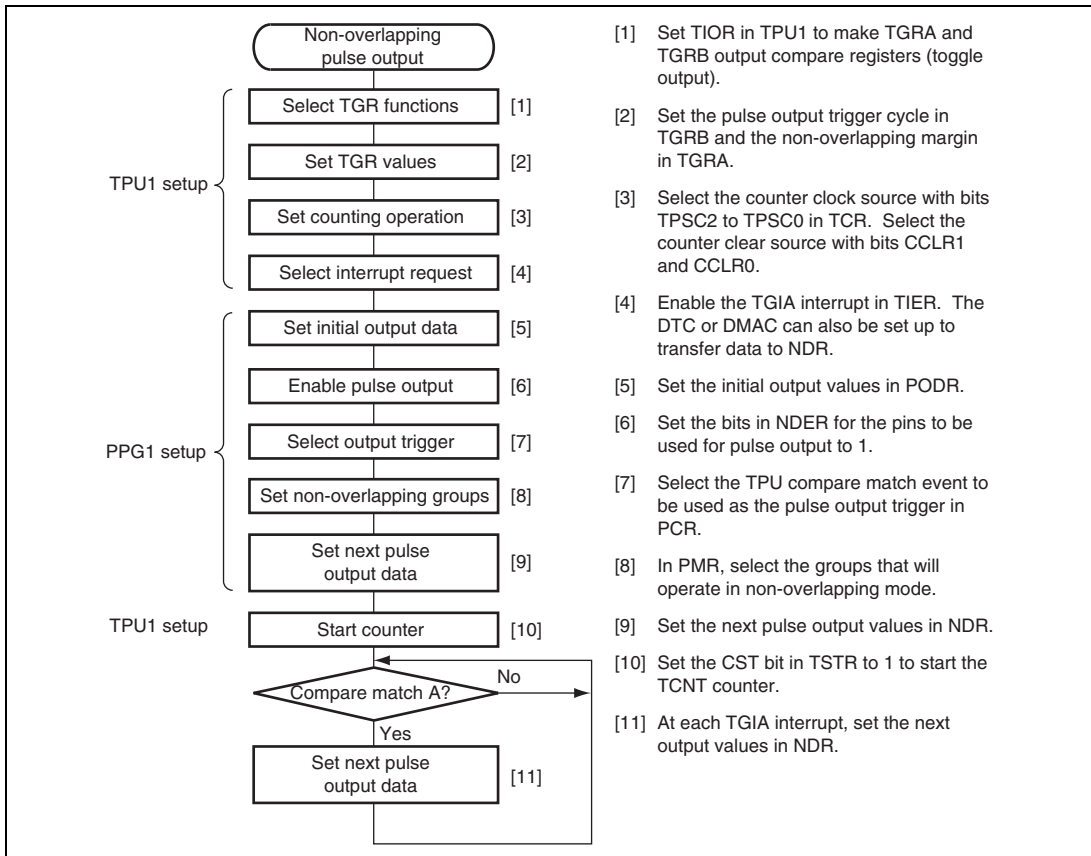 Non-overlapping
pulse output
TPU1 setup
Select TGR functions [1]
Set TGR values [2]
Set counting operation [3]
Select interrupt request [4]
PPG1 setup
Set initial output data [5]
Enable pulse output [6]
Select output trigger [7]
Set non-overlapping groups [8]
Set next pulse
output data [9]
TPU1 setup
Start counter [10]
Compare match A?
No
Yes
Set next pulse
output data [11]
[1] Set TIOR in TPU1 to make TGRA and
TGRB output compare registers (toggle
output).
[2] Set the pulse output trigger cycle in
TGRB and the non-overlapping margin
in TGRA.
[3] Select the counter clock source with bits
TPSC2 to TPSC0 in TCR. Select the
counter clear source with bits CCLR1
and CCLR0.
[4] Enable the TGIA interrupt in TIER. The
DTC or DMAC can also be set up to
transfer data to NDR.
[5] Set the initial output values in PODR.
[6] Set the bits in NDER for the pins to be
used for pulse output to 1.
[7] Select the TPU compare match event to
be used as the pulse output trigger in
PCR.
[8] In PMR, select the groups that will
operate in non-overlapping mode.
[9] Set the next pulse output values in NDR.
[10] Set the CST bit in TSTR to 1 to start the
TCNT counter.
[11] At each TGIA interrupt, set the next
output values in NDR.